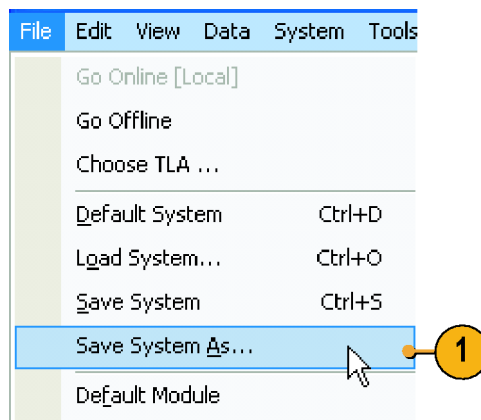 File Edit View Data System Tools
Go Online [Local]
Go Offline
Choose TLA ...
Default System Ctrl+D
Load System... Ctrl+O
Save System Ctrl+S
Save System As...
1
Default Module